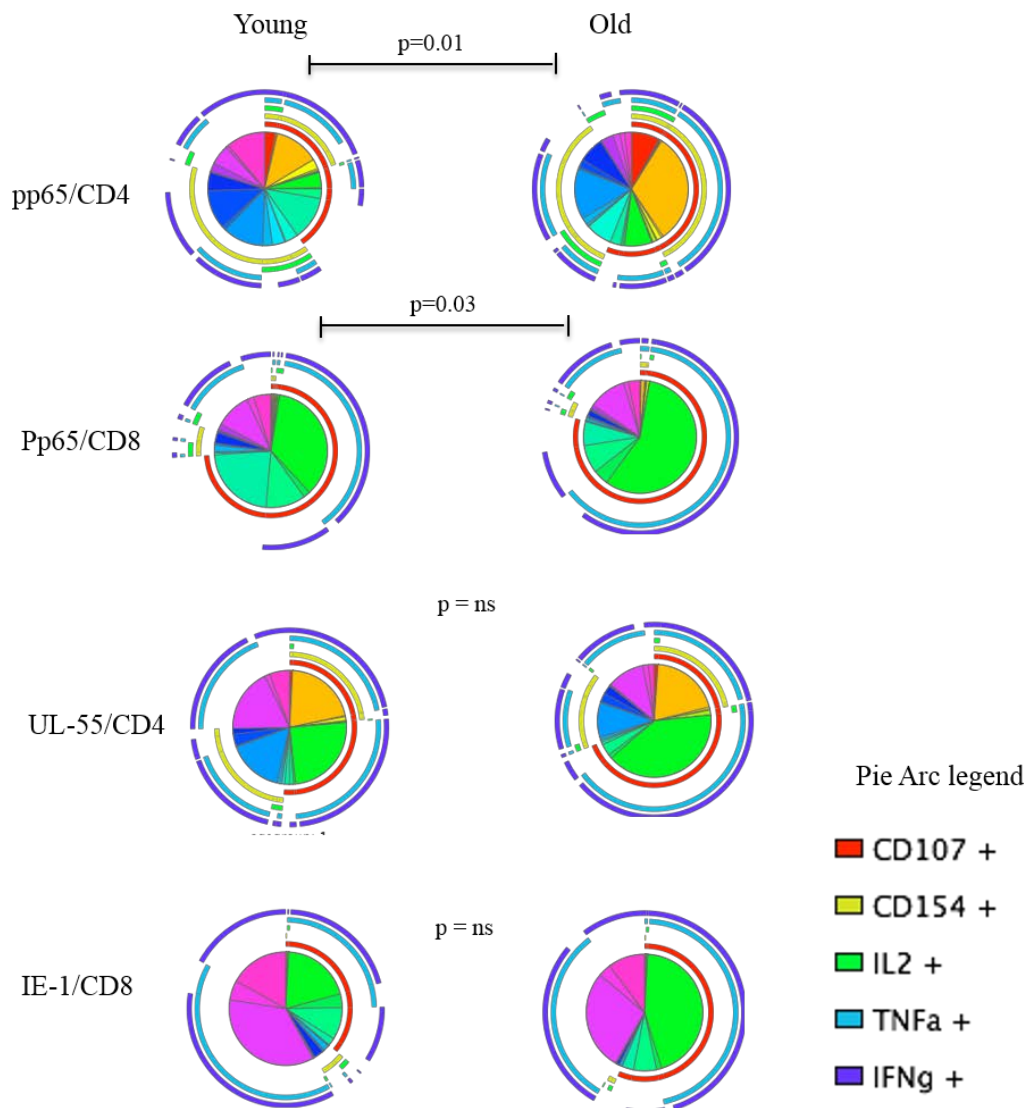 Young
Old
p=0.01
pp65/CD4
p=0.03
Pp65/CD8
p = ns
UL-55/CD4
Pie Arc legend
CD107 +
CD154 +
IL2 +
TNFa +
IFNg +
p = ns
IE-1/CD8